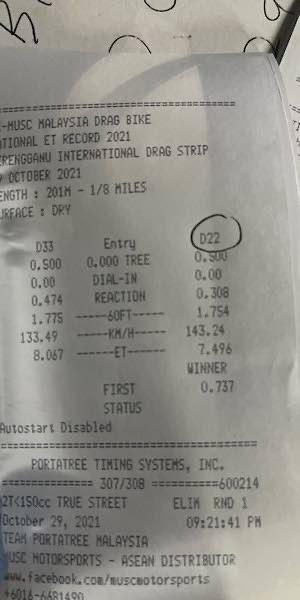 -MUSC MALAYSIA DRAG BIKE
ATIONAL ET RECORD 2021
ERENGGANU INTERNATIONAL DRAG STRIP
OCTOBER 2021
ENGTH : 201M - 1/8 MILES
URFACE : DRY
D33 Entry D22
0.500 0.000 TREE 0.500
0.00 DIAL-IN 0.00
0.474 REACTION 0.308
1.775 -----60FT----- 1.754
133.49 ------KM/H----- 143.24
8.067 ------ET----- 7.496
WINNER
FIRST 0.737
STATUS
Autostart Disabled
PORTATREE TIMING SYSTEMS, INC.
============ 307/308 ==========600214
2T<150cc TRUE STREET ELIM RND 1
October 29, 2021 09:21:41 PM
TEAM PORTATREE MALAYSIA
MUSC MOTORSPORTS - ASEAN DISTRIBUTOR
www.facebook.com/muscmotorsports
+6016-6681490